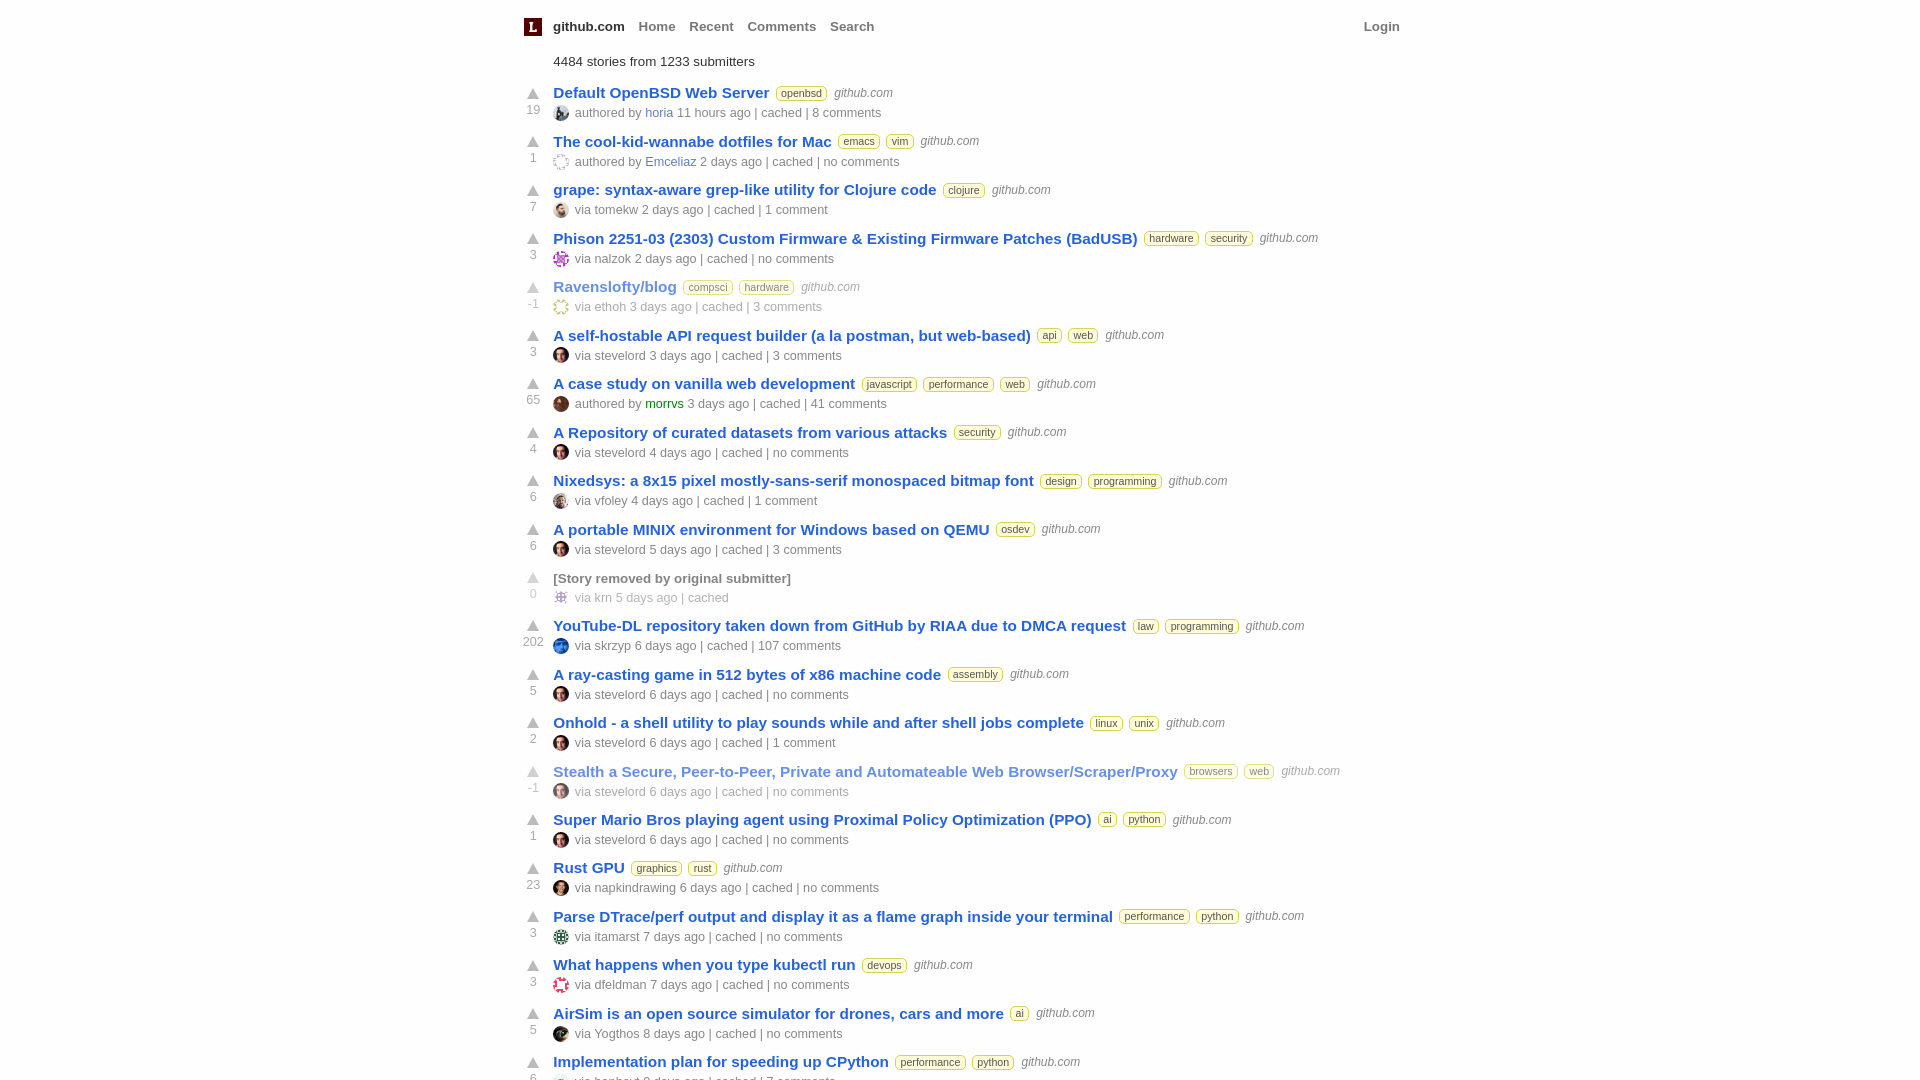 L github.com Home Recent Comments Search Login
4484 stories from 1233 submitters
Default OpenBSD Web Server openbsd github.com
19
authored by horia 11 hours ago | cached | 8 comments
The cool-kid-wannabe dotfiles for Mac emacs vim github.com
1
authored by Emceliaz 2 days ago | cached | no comments
grape: syntax-aware grep-like utility for Clojure code clojure github.com
7
via tomekw 2 days ago | cached | 1 comment
Phison 2251-03 (2303) Custom Firmware & Existing Firmware Patches (BadUSB) hardware security github.com
3
via nalzok 2 days ago | cached | no comments
Ravenslofty/blog compsci hardware github.com
-1
via ethoh 3 days ago | cached | 3 comments
A self-hostable API request builder (a la postman, but web-based) api web github.com
3
via stevelord 3 days ago | cached | 3 comments
A case study on vanilla web development javascript performance web github.com
65
authored by morrvs 3 days ago | cached | 41 comments
A Repository of curated datasets from various attacks security github.com
4
via stevelord 4 days ago | cached | no comments
Nixedsys: a 8x15 pixel mostly-sans-serif monospaced bitmap font design programming github.com
6
via vfoley 4 days ago | cached | 1 comment
A portable MINIX environment for Windows based on QEMU osdev github.com
6
via stevelord 5 days ago | cached | 3 comments
[Story removed by original submitter]
0
via krn 5 days ago | cached
YouTube-DL repository taken down from GitHub by RIAA due to DMCA request law programming github.com
202
via skrzyp 6 days ago | cached | 107 comments
A ray-casting game in 512 bytes of x86 machine code assembly github.com
5
via stevelord 6 days ago | cached | no comments
Onhold - a shell utility to play sounds while and after shell jobs complete linux unix github.com
2
via stevelord 6 days ago | cached | 1 comment
Stealth a Secure, Peer-to-Peer, Private and Automateable Web Browser/Scraper/Proxy browsers web github.com
-1
via stevelord 6 days ago | cached | no comments
Super Mario Bros playing agent using Proximal Policy Optimization (PPO) ai python github.com
1
via stevelord 6 days ago | cached | no comments
Rust GPU graphics rust github.com
23
via napkindrawing 6 days ago | cached | no comments
Parse DTrace/perf output and display it as a flame graph inside your terminal performance python github.com
3
via itamarst 7 days ago | cached | no comments
What happens when you type kubectl run devops github.com
3
via dfeldman 7 days ago | cached | no comments
AirSim is an open source simulator for drones, cars and more ai github.com
5
via Yogthos 8 days ago | cached | no comments
Implementation plan for speeding up CPython performance python github.com